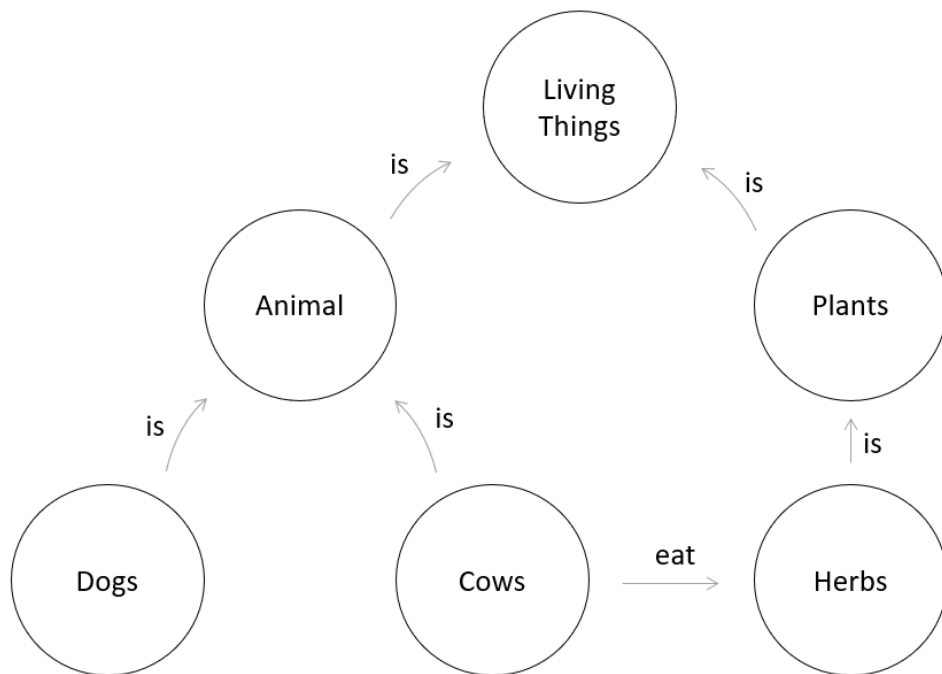 Living
Things
is
is
Animal
Plants
is
is
is
Dogs
Cows
eat
Herbs